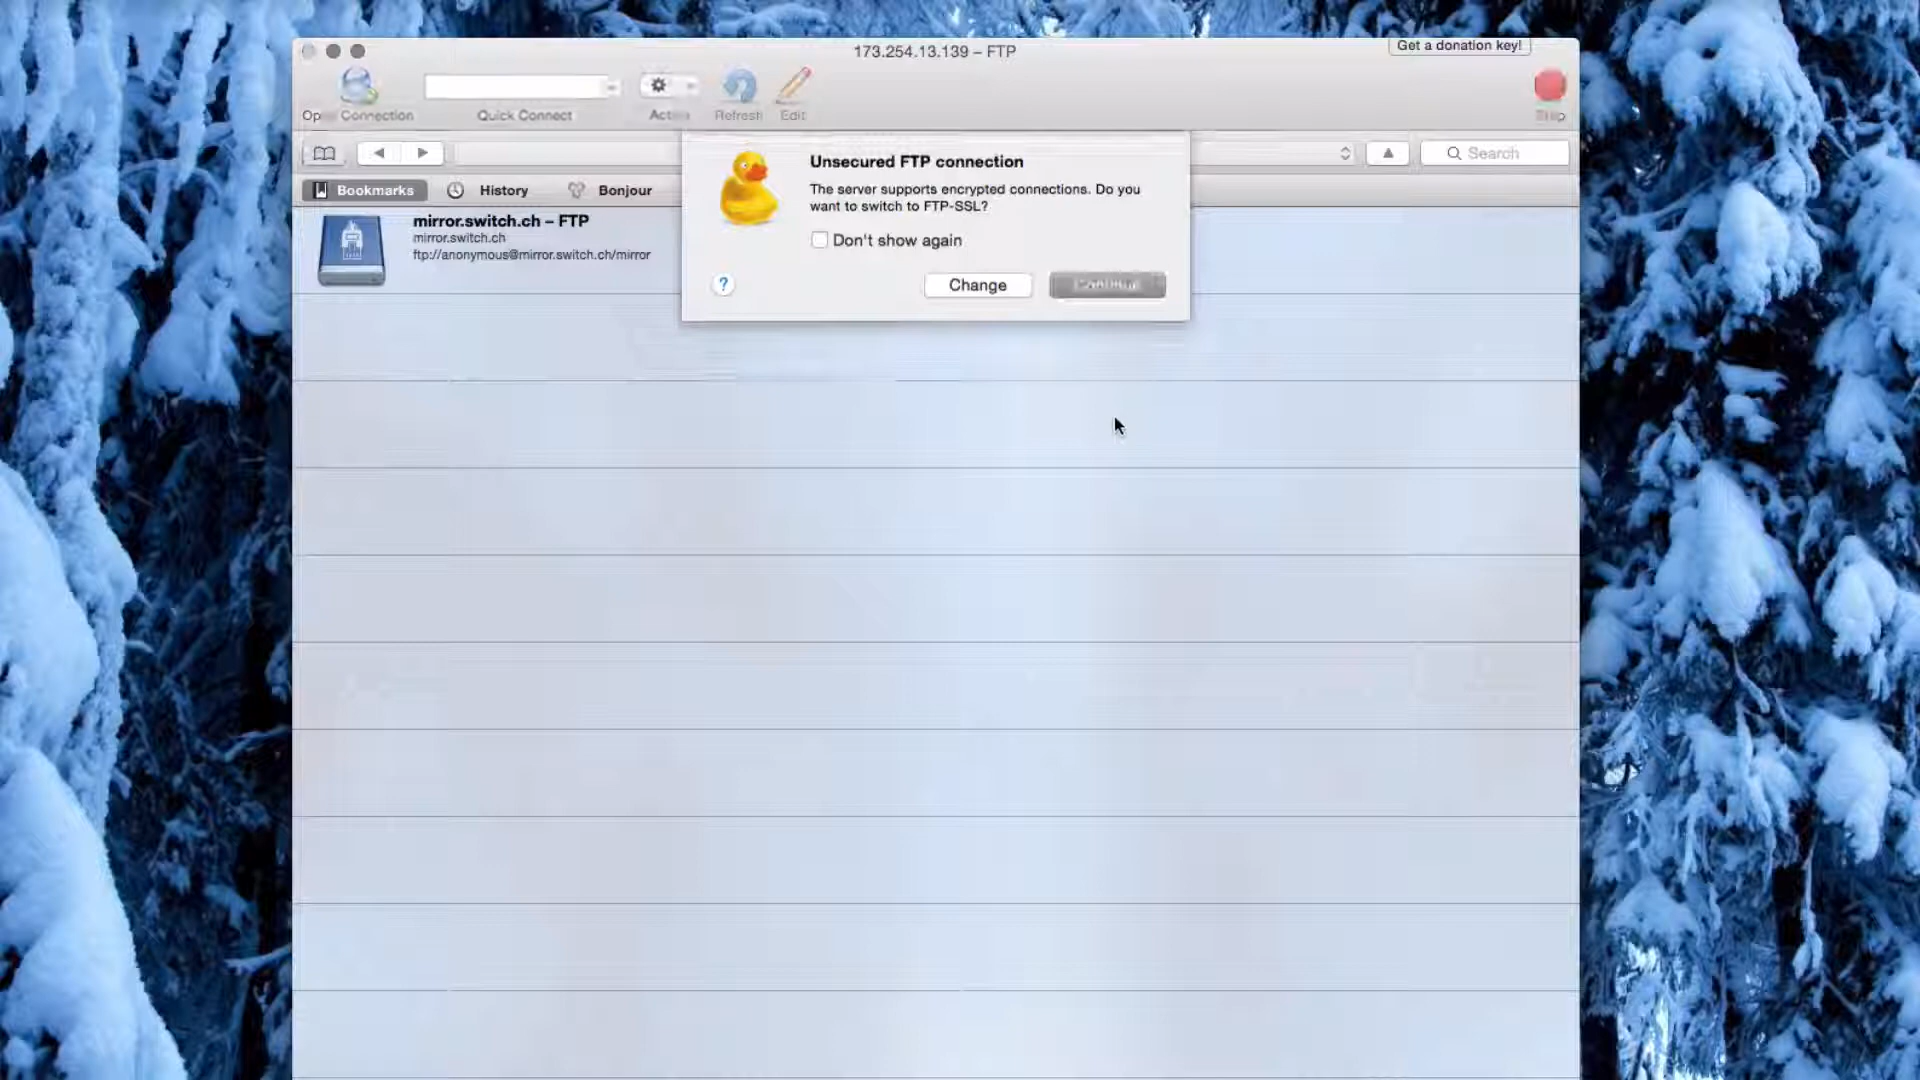 173.254.13.139 – FTP
Get a donation key!
Connection
Quick Connect
Refresh
Edit
Search
Bookmarks
History
Bonjour
Unsecured FTP connection
The server supports encrypted connections. Do you
want to switch to FTP-SSL?
Don't show again
?
Change
Continue
mirror.switch.ch – FTP
mirror.switch.ch
ftp://anonymous@mirror.switch.ch/mirror